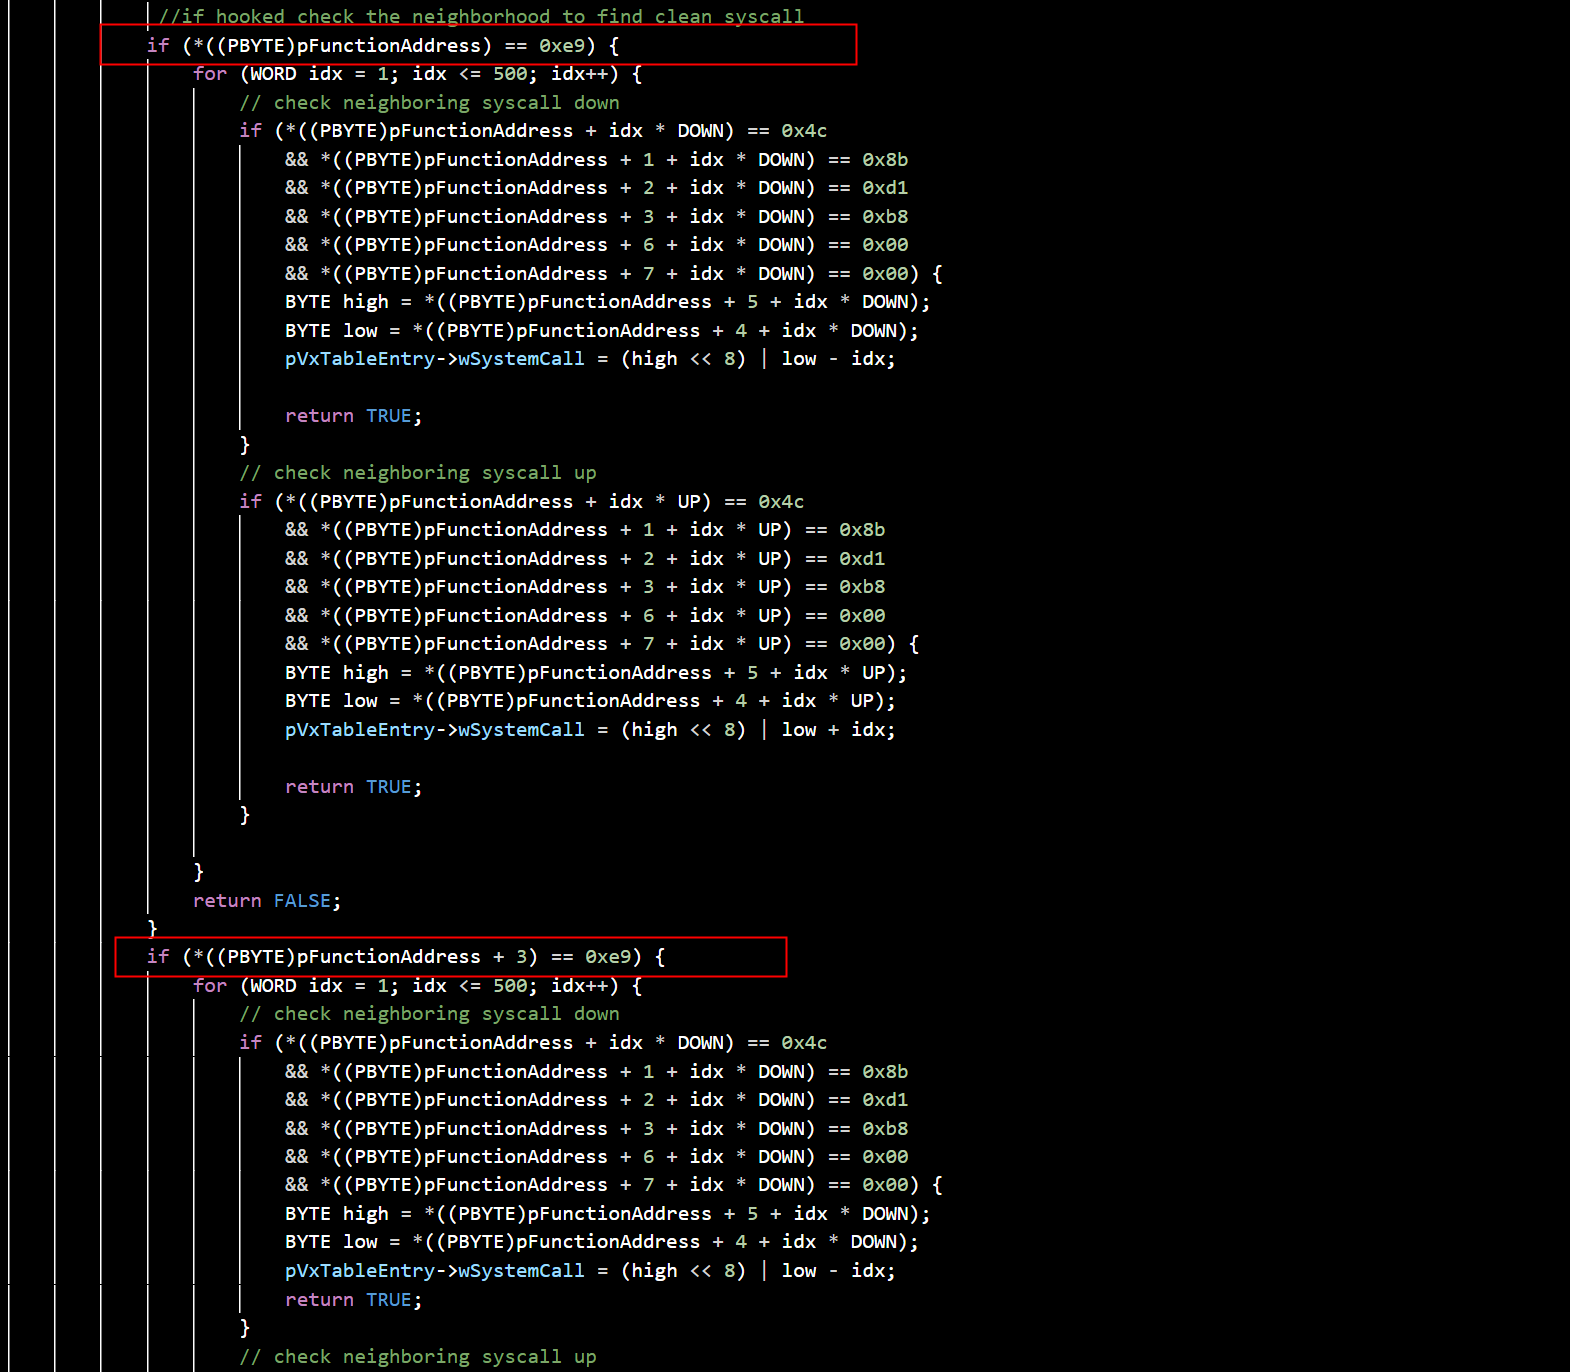 //if hooked check the neighborhood to find clean syscall
if (*((PBYTE)pFunctionAddress) == 0xe9) {
for (WORD idx = 1; idx <= 500; idx++) {
// check neighboring syscall down
if (*((PBYTE)pFunctionAddress + idx * DOWN) == 0x4c
&& *((PBYTE)pFunctionAddress + 1 + idx * DOWN) == 0x8b
&& *((PBYTE)pFunctionAddress + 2 + idx * DOWN) == 0xd1
&& *((PBYTE)pFunctionAddress + 3 + idx * DOWN) == 0xb8
&& *((PBYTE)pFunctionAddress + 6 + idx * DOWN) == 0x00
&& *((PBYTE)pFunctionAddress + 7 + idx * DOWN) == 0x00) {
BYTE high = *((PBYTE)pFunctionAddress + 5 + idx * DOWN);
BYTE low = *((PBYTE)pFunctionAddress + 4 + idx * DOWN);
pVxTableEntry->wSystemCall = (high << 8) | low - idx;
return TRUE;
}
// check neighboring syscall up
if (*((PBYTE)pFunctionAddress + idx * UP) == 0x4c
&& *((PBYTE)pFunctionAddress + 1 + idx * UP) == 0x8b
&& *((PBYTE)pFunctionAddress + 2 + idx * UP) == 0xd1
&& *((PBYTE)pFunctionAddress + 3 + idx * UP) == 0xb8
&& *((PBYTE)pFunctionAddress + 6 + idx * UP) == 0x00
&& *((PBYTE)pFunctionAddress + 7 + idx * UP) == 0x00) {
BYTE high = *((PBYTE)pFunctionAddress + 5 + idx * UP);
BYTE low = *((PBYTE)pFunctionAddress + 4 + idx * UP);
pVxTableEntry->wSystemCall = (high << 8) | low + idx;
return TRUE;
}
}
return FALSE;
}
if (*((PBYTE)pFunctionAddress + 3) == 0xe9) {
for (WORD idx = 1; idx <= 500; idx++) {
// check neighboring syscall down
if (*((PBYTE)pFunctionAddress + idx * DOWN) == 0x4c
&& *((PBYTE)pFunctionAddress + 1 + idx * DOWN) == 0x8b
&& *((PBYTE)pFunctionAddress + 2 + idx * DOWN) == 0xd1
&& *((PBYTE)pFunctionAddress + 3 + idx * DOWN) == 0xb8
&& *((PBYTE)pFunctionAddress + 6 + idx * DOWN) == 0x00
&& *((PBYTE)pFunctionAddress + 7 + idx * DOWN) == 0x00) {
BYTE high = *((PBYTE)pFunctionAddress + 5 + idx * DOWN);
BYTE low = *((PBYTE)pFunctionAddress + 4 + idx * DOWN);
pVxTableEntry->wSystemCall = (high << 8) | low - idx;
return TRUE;
}
// check neighboring syscall up